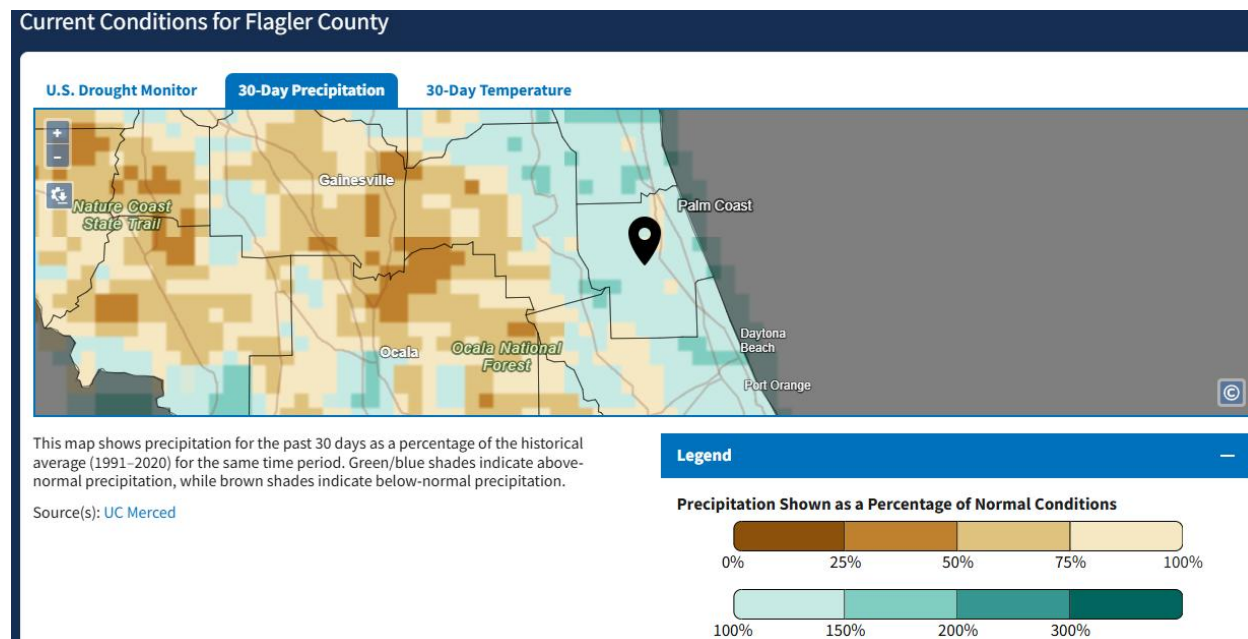 Current Conditions for Flagler County
U.S. Drought Monitor
30-Day Precipitation
30-Day Temperature
+
−
Gainesville
Nature Coast
State Trail
Palm Coast
Ocala
Ocala National
Forest
Daytona
Beach
Port Orange
©
This map shows precipitation for the past 30 days as a percentage of the historical
average (1991–2020) for the same time period. Green/blue shades indicate above-
normal precipitation, while brown shades indicate below-normal precipitation.
Source(s): UC Merced
Legend
−
Precipitation Shown as a Percentage of Normal Conditions
0% 25% 50% 75% 100%
100% 150% 200% 300%